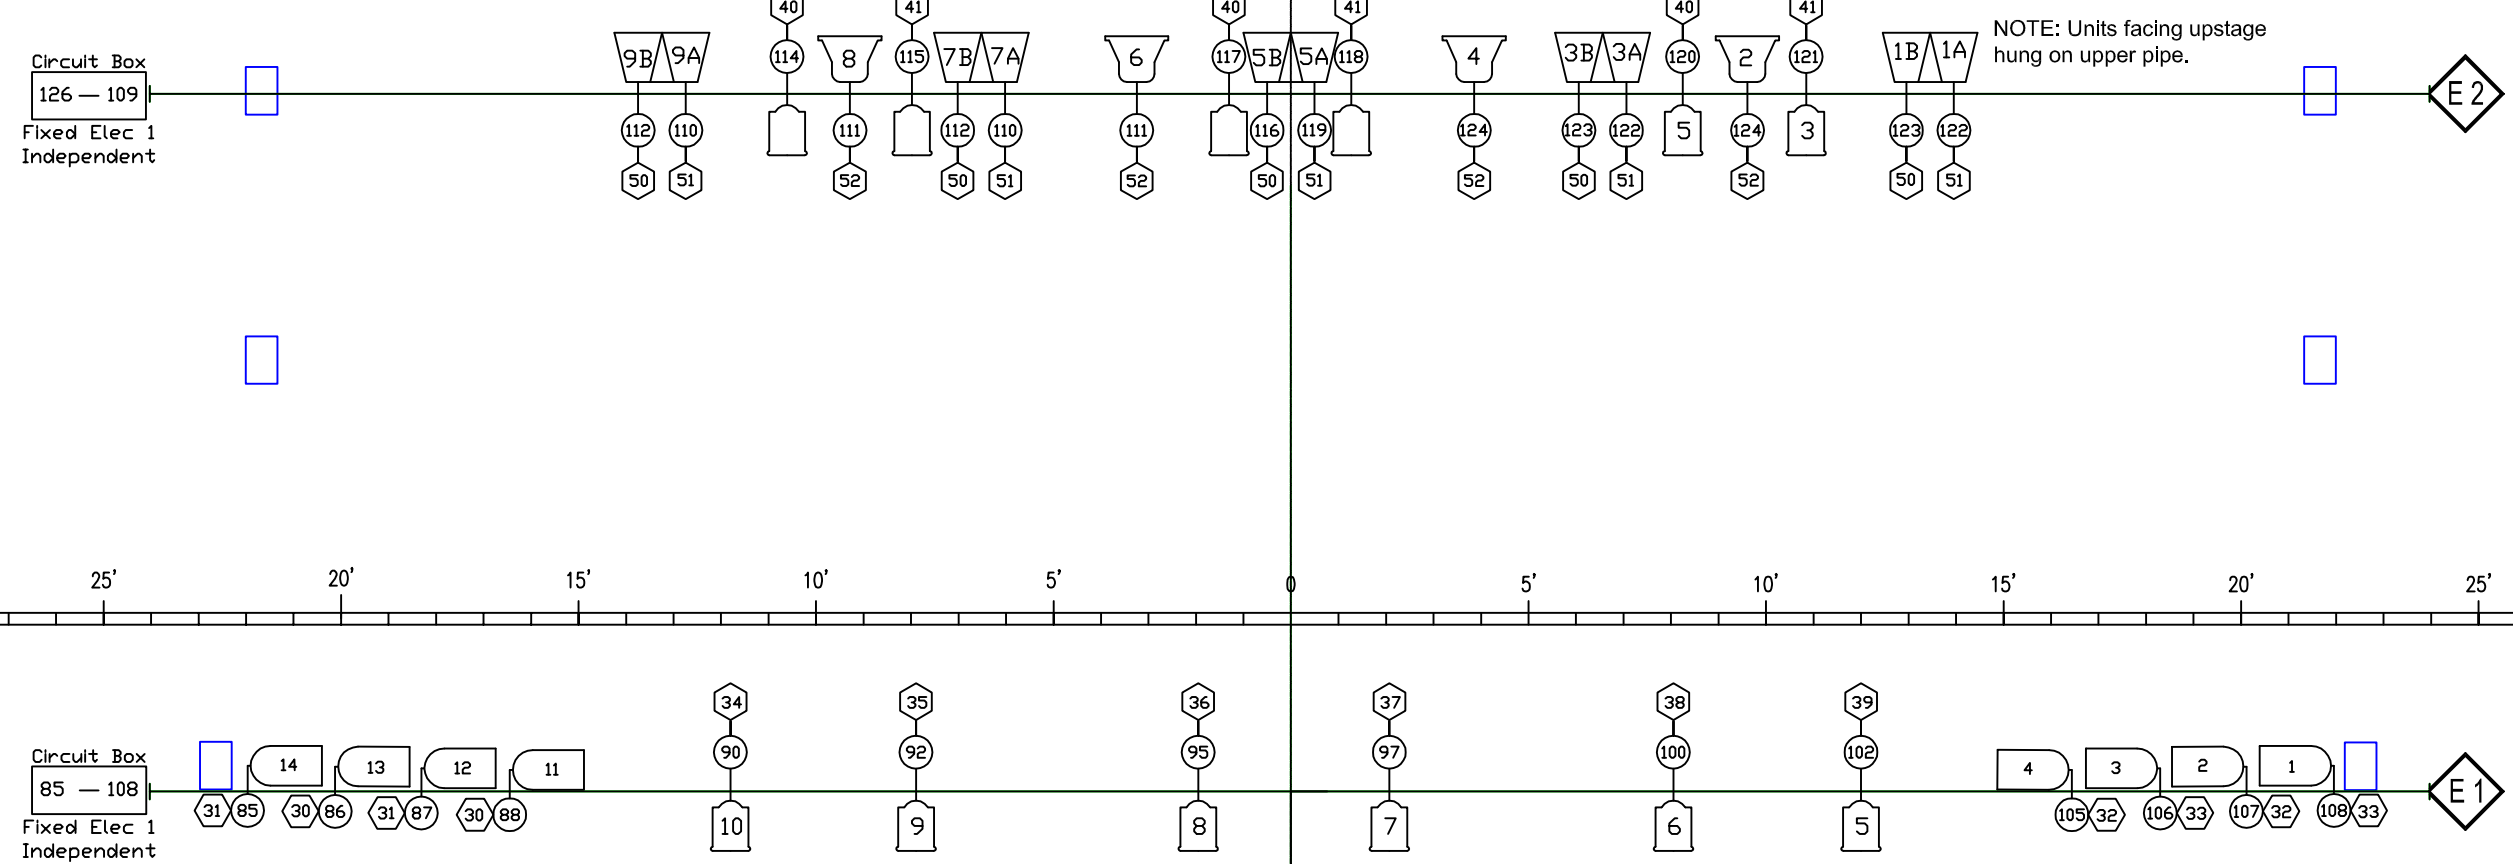 40 41 40 41 40 41
NOTE: Units facing upstage
hung on upper pipe.
Circuit Box
9B 9A 114 8 115 7B 7A 6 117 5B 5A 118 4 3B 3A 120 2 121 1B 1A
126 — 109
E 2
Fixed Elec 1
Independent
112 110 111 112 110 111 116 119 124 123 122 5 124 3 123 122
50 51 52 50 51 52 50 51 52 50 51 52 50 51
25' 20' 15' 10' 5' 0 5' 10' 15' 20' 25'
34 35 36 37 38 39
Circuit Box
90 92 95 97 100 102
14 13 12 11 4 3 2 1
85 — 108
E 1
31 85 30 86 31 87 30 88 105 32 106 33 107 32 108 33
Fixed Elec 1
10 9 8 7 6 5
Independent